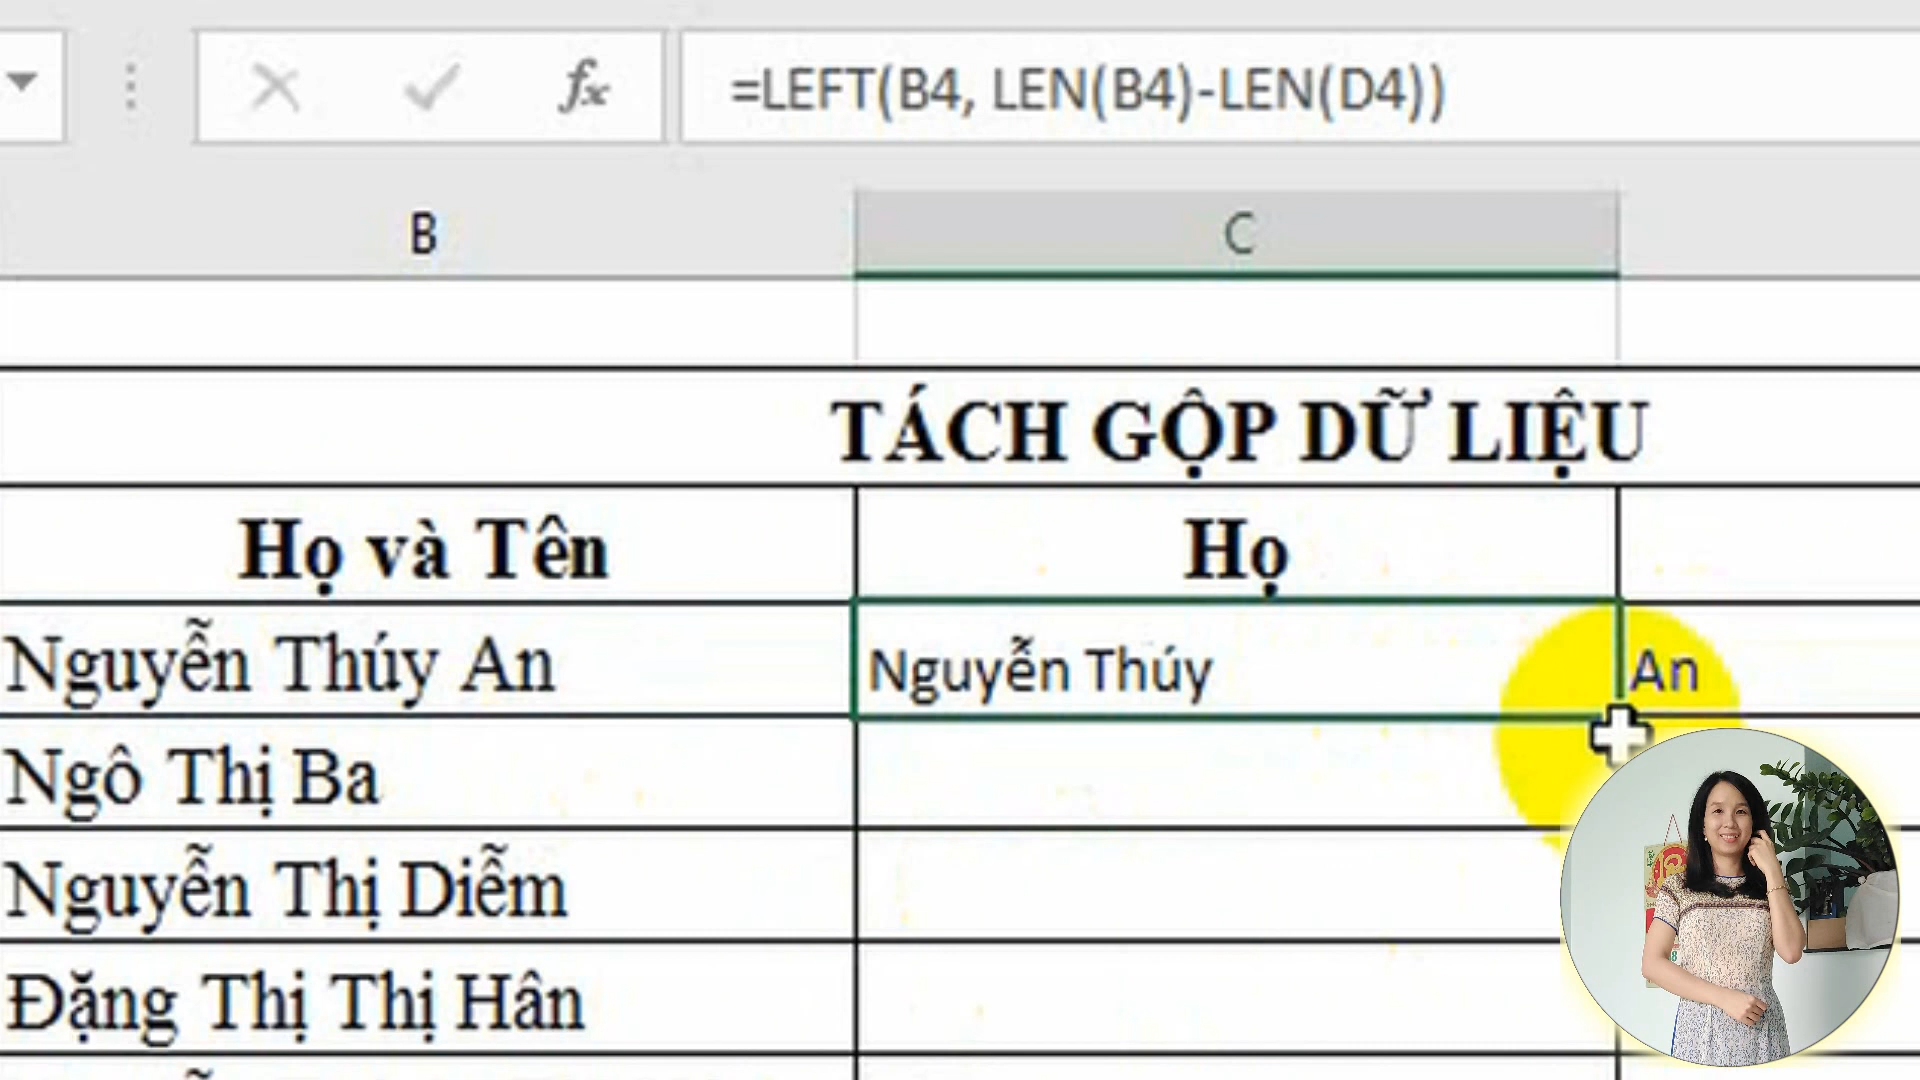 fx =LEFT(B4, LEN(B4)-LEN(D4))
B C
TÁCH GỘP DỮ LIỆU
Họ và Tên Họ
Nguyễn Thúy An Nguyễn Thúy An
Ngô Thị Ba
Nguyễn Thị Diễm
Đặng Thị Thị Hân